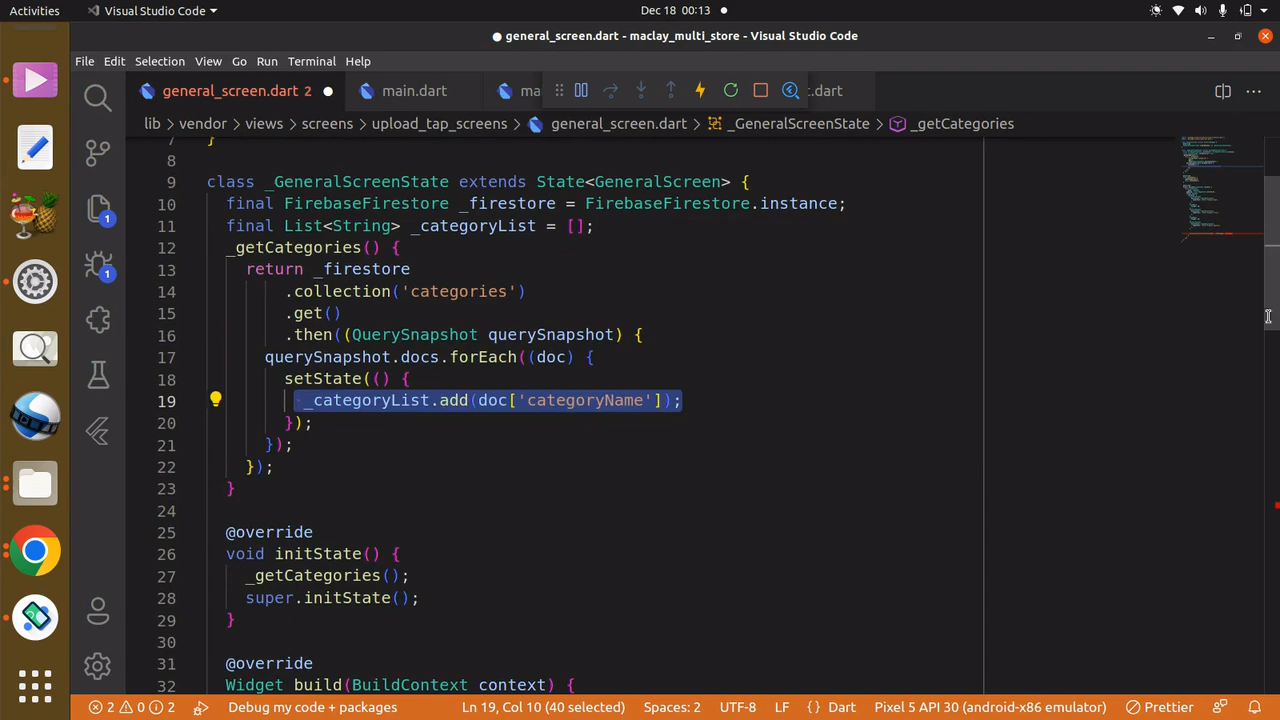 Activities
Visual Studio Code
Dec 18 00:13
general_screen.dart - maclay_multi_store - Visual Studio Code
File Edit Selection View Go Run Terminal Help
general_screen.dart 2
main.dart
ma
t.dart
lib > vendor > views > screens > upload_tap_screens > general_screen.dart > _GeneralScreenState > _getCategories
7 }
8
9 class _GeneralScreenState extends State<GeneralScreen> {
10 final FirebaseFirestore _firestore = FirebaseFirestore.instance;
11 final List<String> _categoryList = [];
12 _getCategories() {
13 return _firestore
14 .collection('categories')
15 .get()
16 .then((QuerySnapshot querySnapshot) {
17 querySnapshot.docs.forEach((doc) {
18 setState(() {
19 _categoryList.add(doc['categoryName']);
20 });
21 });
22 });
23 }
24
25 @override
26 void initState() {
27 _getCategories();
28 super.initState();
29 }
30
31 @override
32 Widget build(BuildContext context) {
1
1
2 0 2
Debug my code + packages
Ln 19, Col 10 (40 selected)
Spaces: 2
UTF-8
LF
{ } Dart
Pixel 5 API 30 (android-x86 emulator)
Prettier